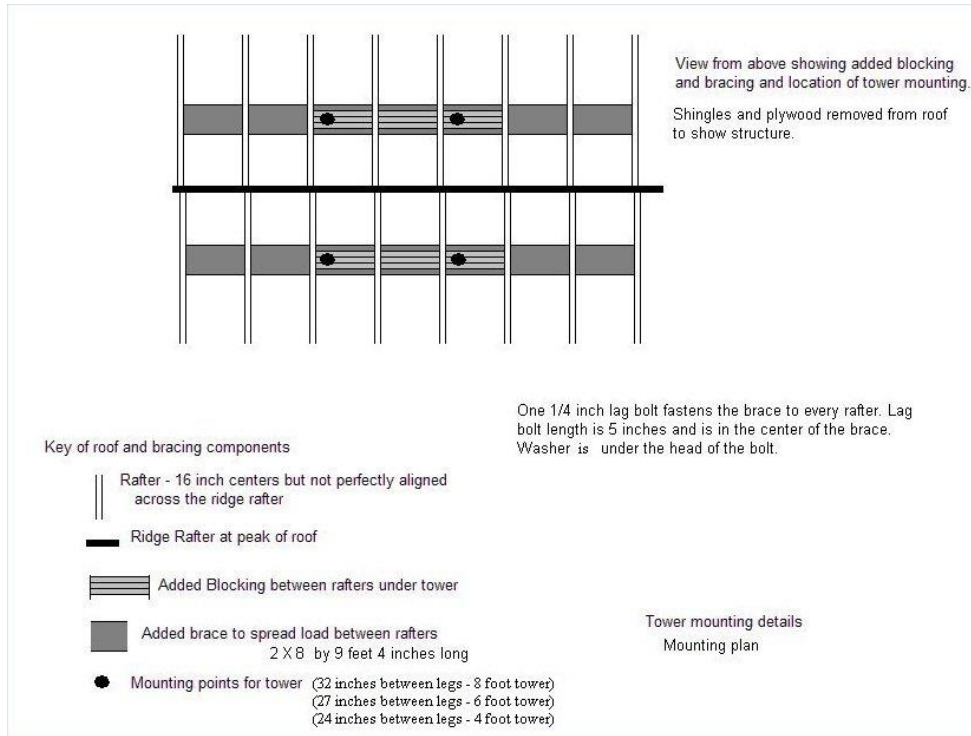 View from above showing added blocking
and bracing and location of tower mounting.
Shingles and plywood removed from roof
to show structure.
One 1/4 inch lag bolt fastens the brace to every rafter. Lag
bolt length is 5 inches and is in the center of the brace.
Washer is under the head of the bolt.
Key of roof and bracing components
Rafter - 16 inch centers but not perfectly aligned
across the ridge rafter
Ridge Rafter at peak of roof
Added Blocking between rafters under tower
Added brace to spread load between rafters
2 X 8 by 9 feet 4 inches long
Mounting points for tower (32 inches between legs - 8 foot tower)
(27 inches between legs - 6 foot tower)
(24 inches between legs - 4 foot tower)
Tower mounting details
Mounting plan